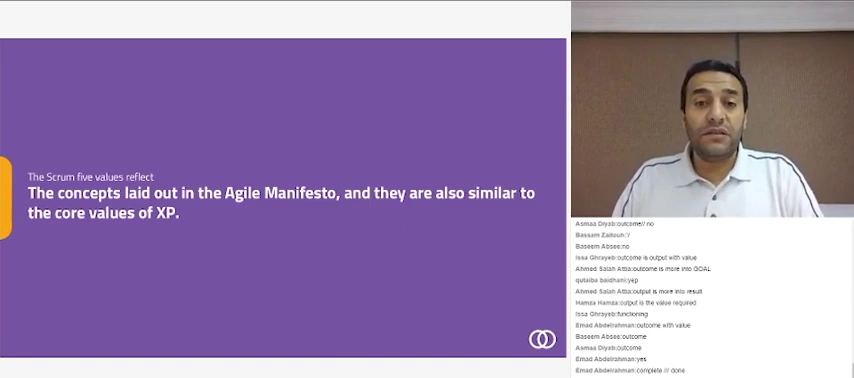 The Scrum five values reflect
The concepts laid out in the Agile Manifesto, and they are also similar to
the core values of XP.
Asmaa Diyab:outcome// no
Bassam Zaitoun:/
Baseem Absee:no
Issa Ghrayeb:outcome is output with value
Ahmed Salah Attia:outcome is more into GOAL
qutaiba baidhani:yep
Ahmed Salah Attia:output is more into result
Hamza Hamza:output is the value required
Issa Ghrayeb:functioning
Emad Abdelrahman:outcome with value
Baseem Absee:outcome
Asmaa Diyab:outcome
Emad Abdelrahman:yes
Emad Abdelrahman:complete /// done